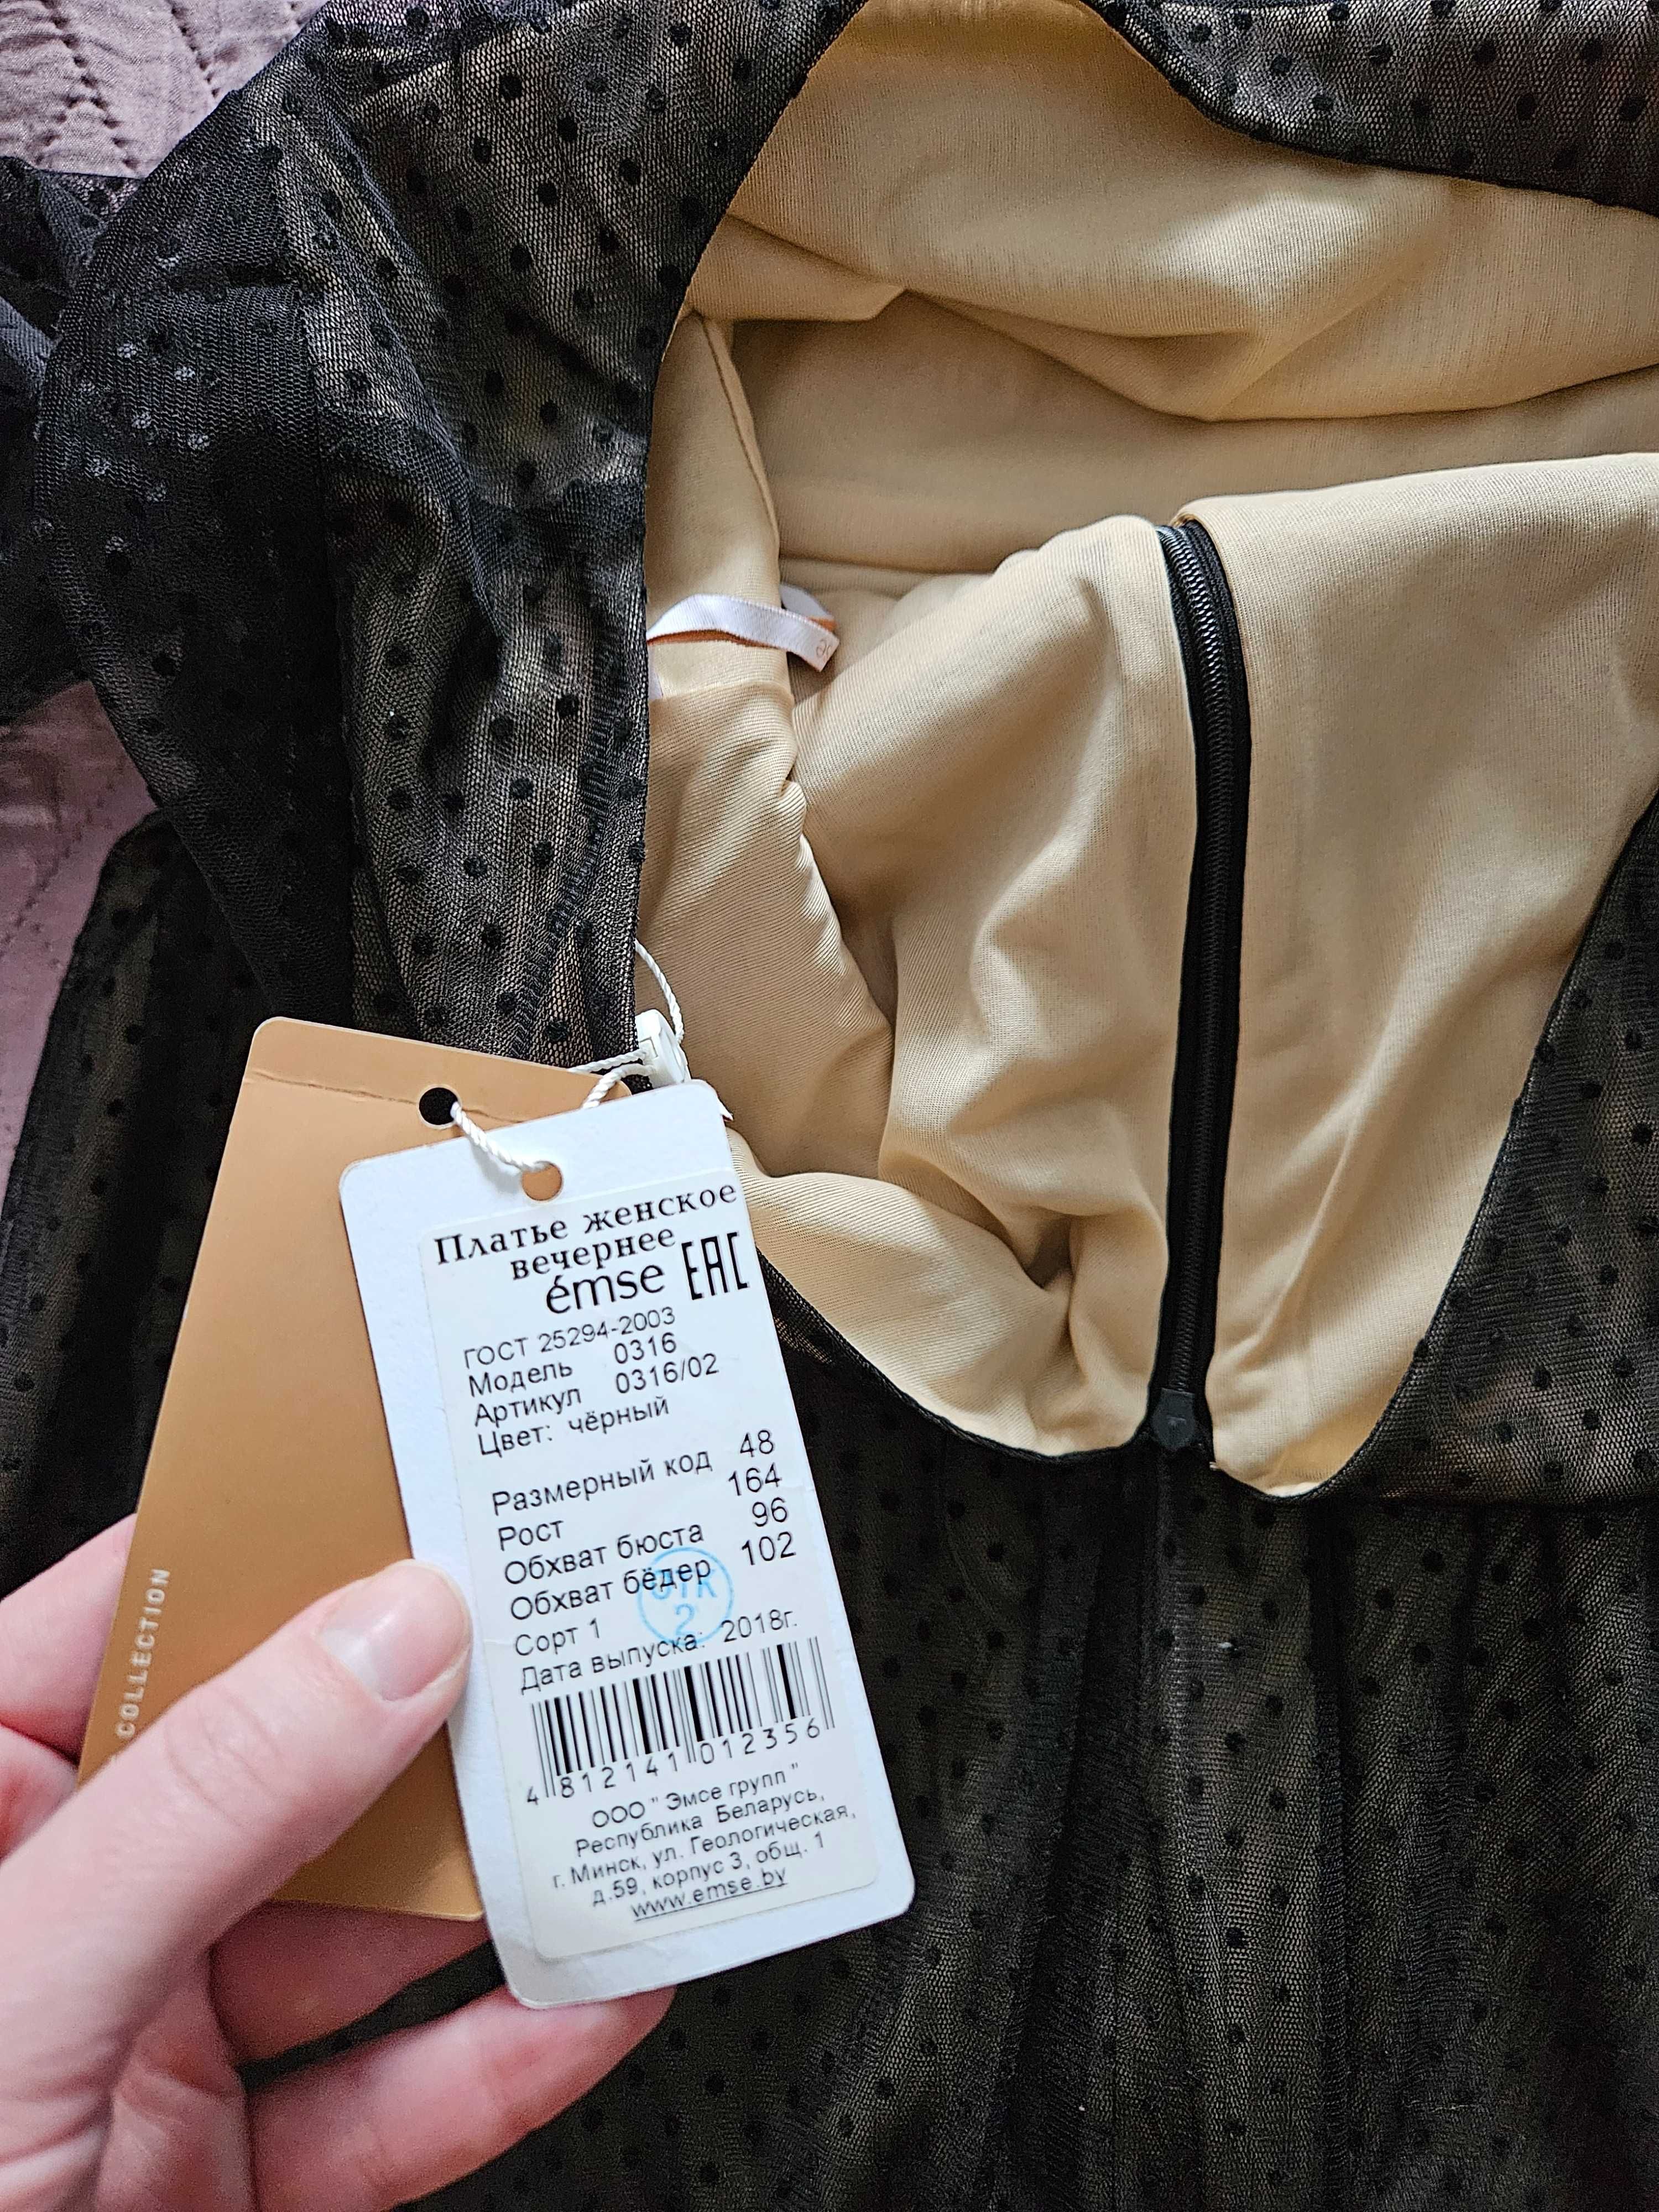 Платье женское
вечернее
émse EAC
ГОСТ 25294-2003
Модель 0316
Артикул 0316/02
Цвет: чёрный
Размерный код 48
Рост 164
Обхват бюста 96
Обхват бёдер 102
Сорт 1
ОТК
2
Дата выпуска: 2018г.
4 812141 012356
ООО " Эмсе групп "
Республика Беларусь,
г. Минск, ул. Геологическая,
д.59, корпус 3, общ. 1
www.emse.by
COLLECTION